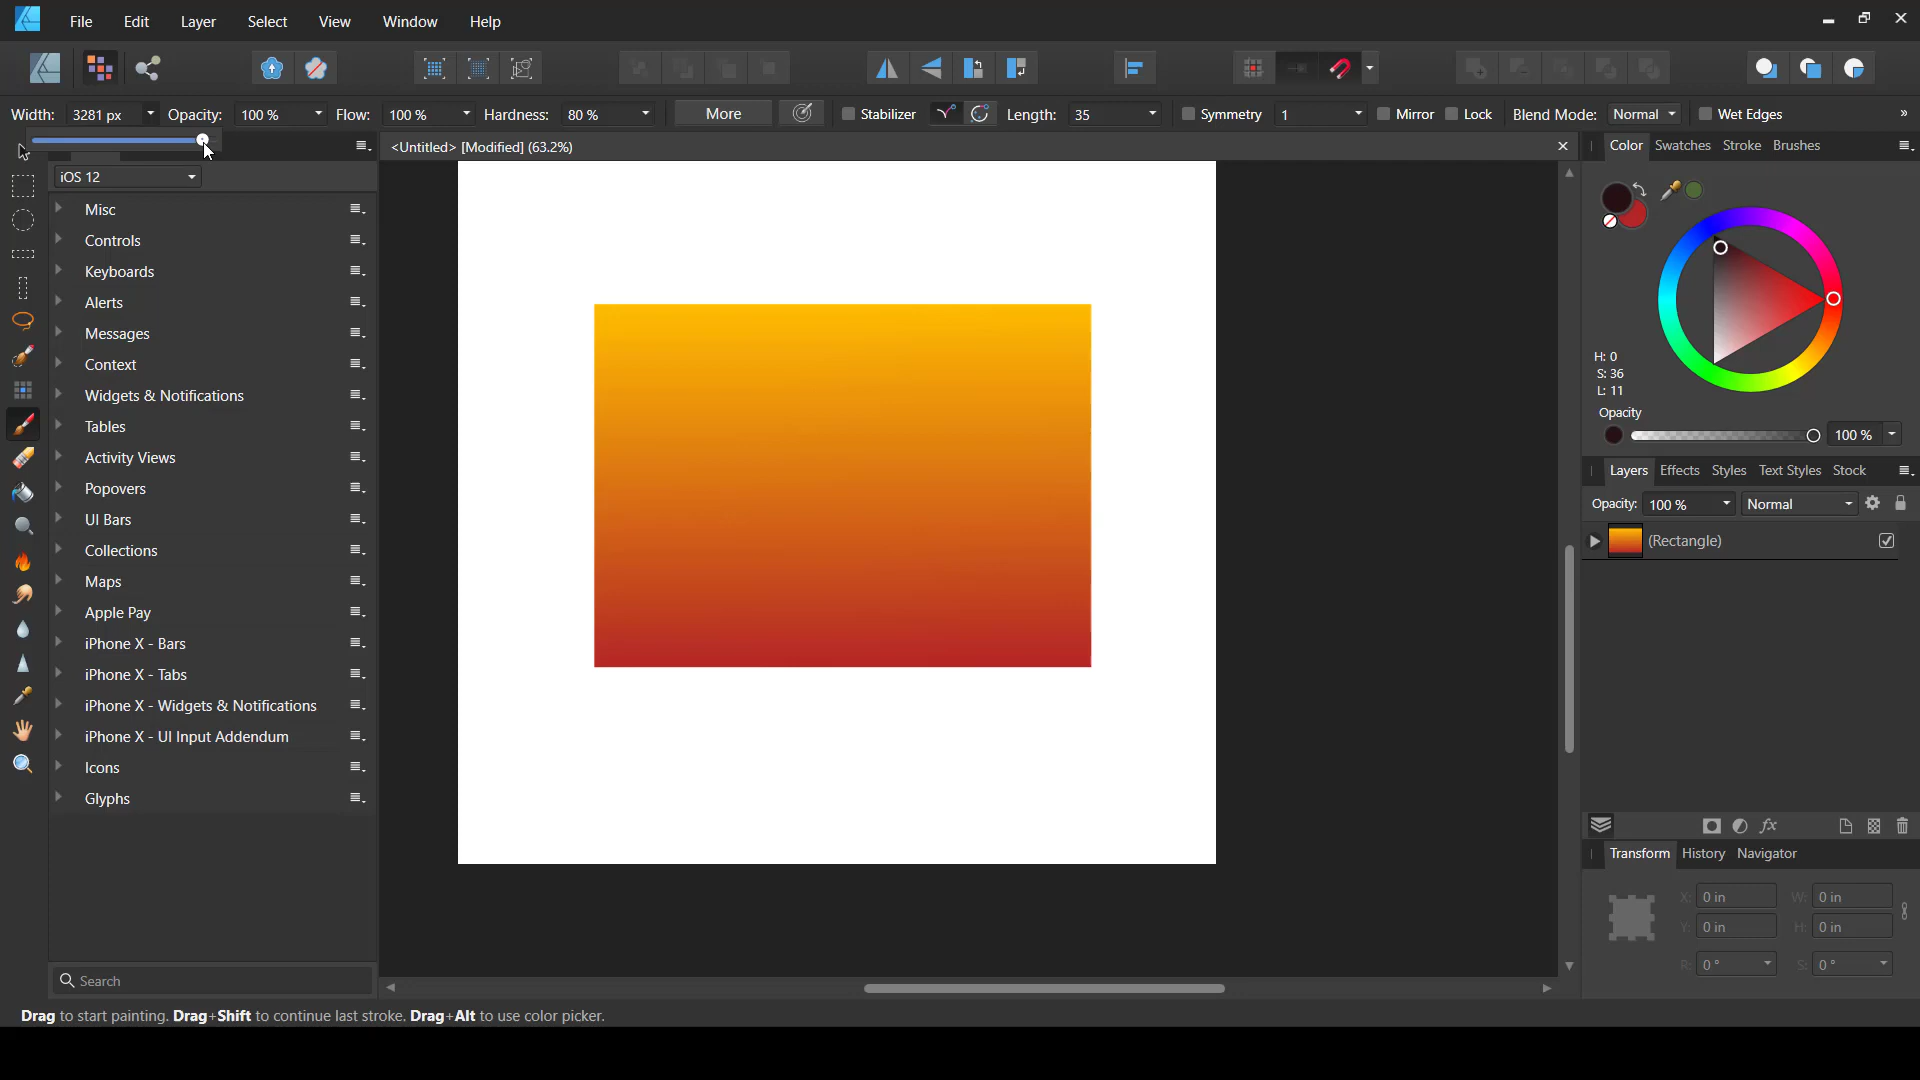 File Edit Layer Select View Window Help
Width: 3281 px Opacity: 100 % Flow: 100 % Hardness: 80 % More Stabilizer Length: 35 Symmetry 1 Mirror Lock Blend Mode: Normal Wet Edges »
<Untitled> [Modified] (63.2%)
Color Swatches Stroke Brushes
iOS 12
Misc
Controls
Keyboards
Alerts
Messages
Context
Widgets & Notifications
Tables
Activity Views
Popovers
UI Bars
Collections
Maps
Apple Pay
iPhone X - Bars
iPhone X - Tabs
iPhone X - Widgets & Notifications
iPhone X - UI Input Addendum
Icons
Glyphs
Search
H: 0
S: 36
L: 11
Opacity
100 %
Layers Effects Styles Text Styles Stock
Opacity: 100 % Normal
(Rectangle)
fx
Transform History Navigator
X: 0 in W: 0 in
Y: 0 in H: 0 in
R: 0 ° S: 0 °
Drag to start painting. Drag+Shift to continue last stroke. Drag+Alt to use color picker.